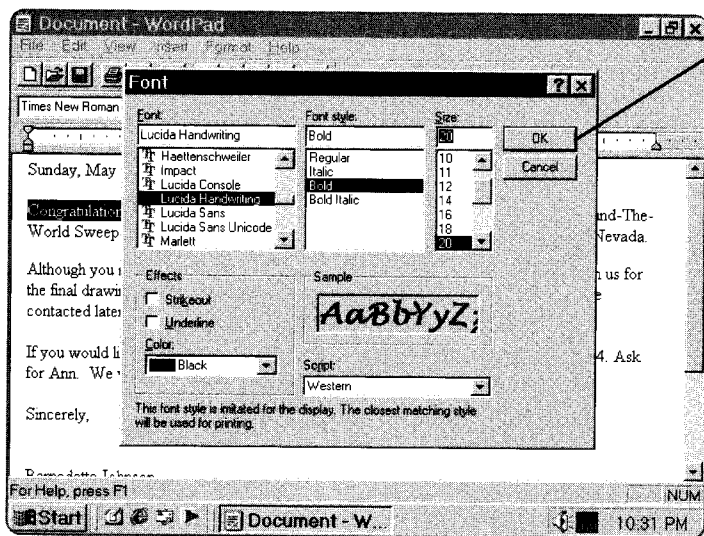 Document - WordPad
File Edit View Insert Format Help
Times New Roman
Font
Font:
Lucida Handwriting
Haettenschweiler
Impact
Lucida Console
Lucida Handwriting
Lucida Sans
Lucida Sans Unicode
Marlett
Font style:
Bold
Regular
Italic
Bold
Bold Italic
Size:
20
10
11
12
14
16
18
20
OK
Cancel
Effects
Strikeout
Underline
Color:
Black
Sample
AaBbYyZ
Script:
Western
This font style is imitated for the display. The closest matching style
will be used for printing.
Sunday, May
Congratulation
nd-The-
World Sweep
Nevada.
Although you
us for
the final drawi
contacted later
If you would li
4. Ask
for Ann. We
Sincerely,
For Help, press F1
NUM
Start
Document - W...
10:31 PM